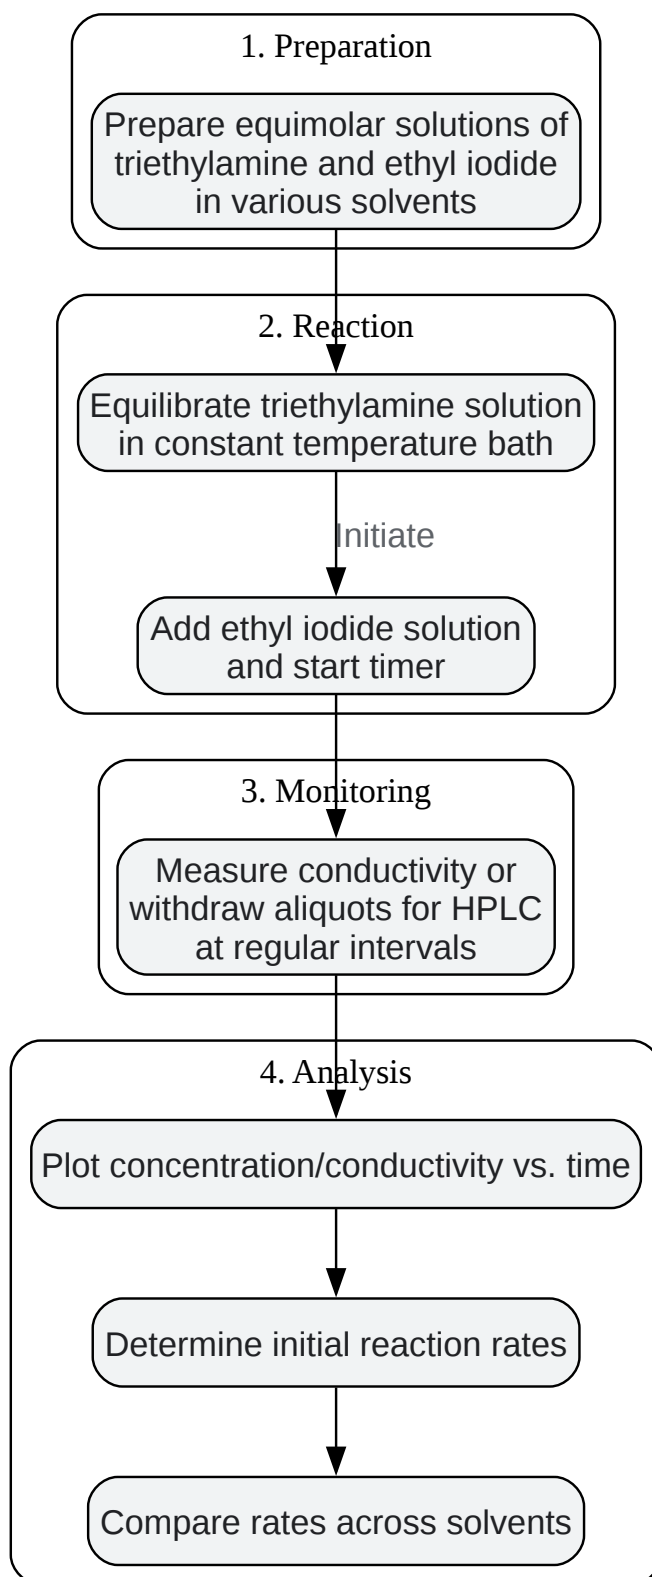 1. Preparation
Prepare equimolar solutions of
triethylamine and ethyl iodide
in various solvents
2. Reaction
Equilibrate triethylamine solution
in constant temperature bath
Initiate
Add ethyl iodide solution
and start timer
3. Monitoring
Measure conductivity or
withdraw aliquots for HPLC
at regular intervals
4. Analysis
Plot concentration/conductivity vs. time
Determine initial reaction rates
Compare rates across solvents